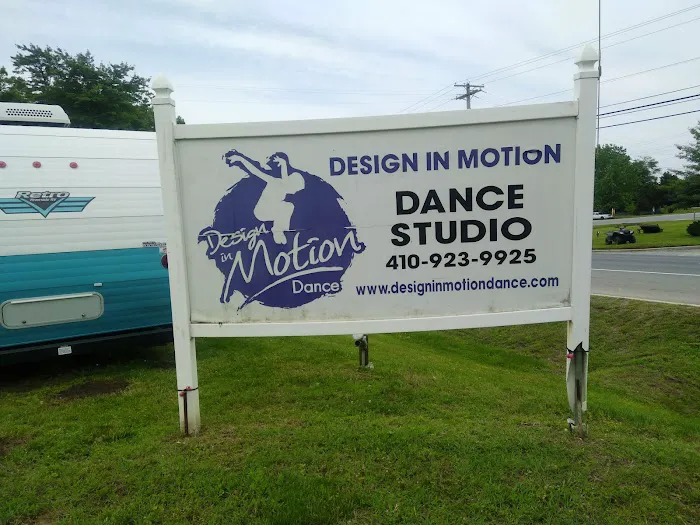 Retro
DESIGN IN MOTION
DANCE
STUDIO
410-923-9925
www.designinmotiondance.com
Design
in
Motion
Dance